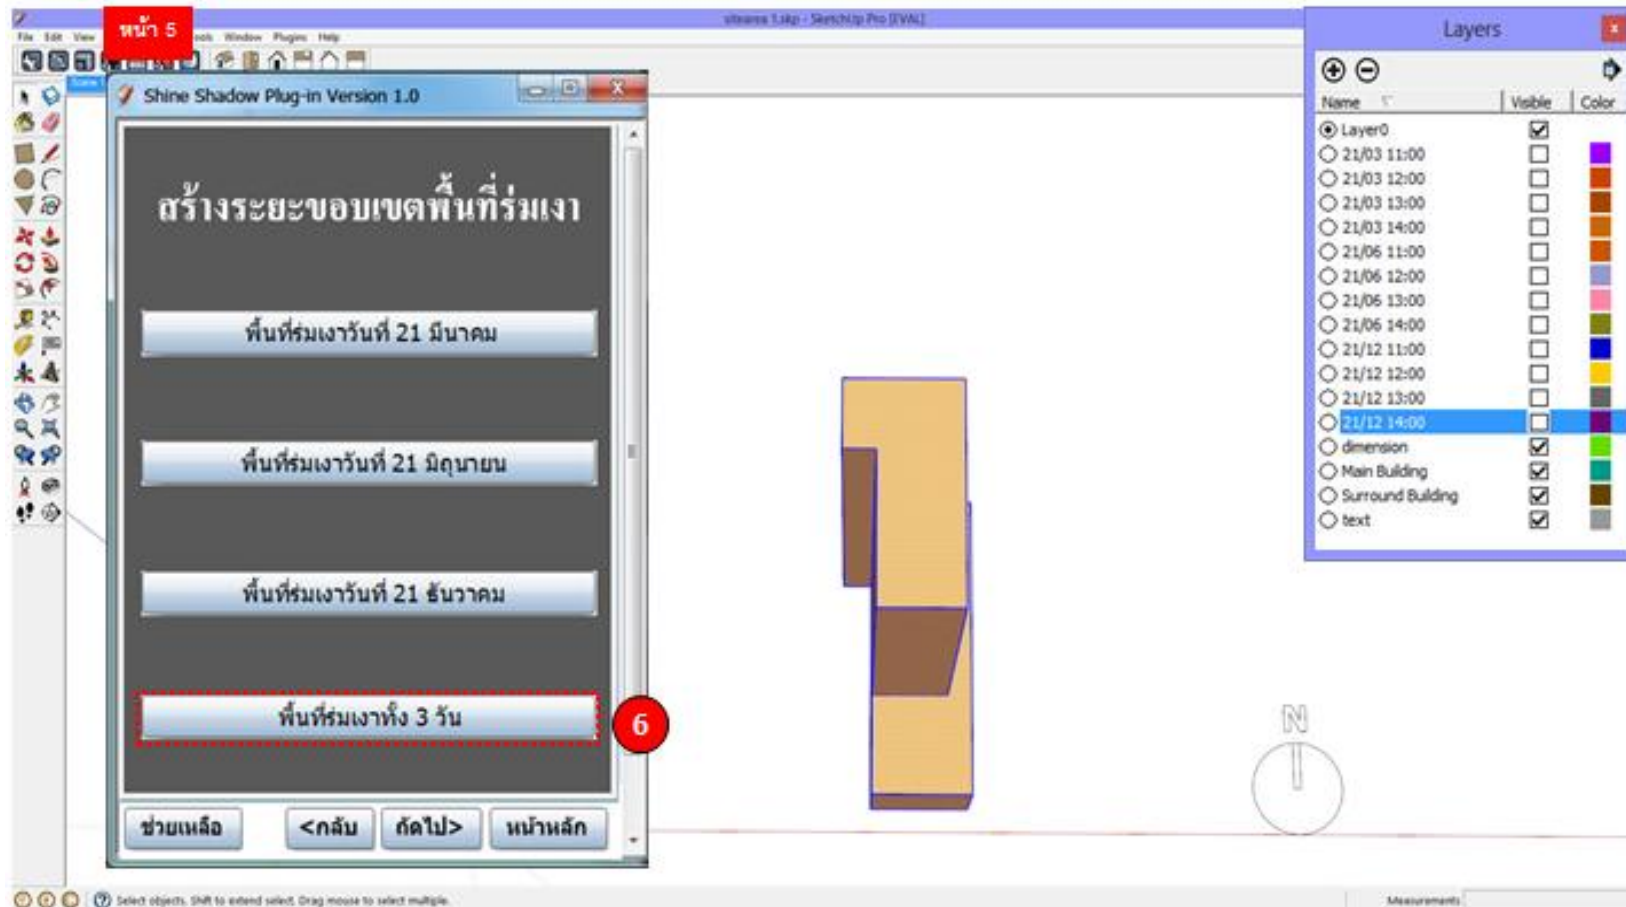 sitearea 1.skp - SketchUp Pro [EVAL]
หน้า 5
File Edit View Window Plugins Help
Shine Shadow Plug-in Version 1.0
สร้างระยะขอบเขตพื้นที่ร่มเงา
พื้นที่ร่มเงาวันที่ 21 มีนาคม
พื้นที่ร่มเงาวันที่ 21 มิถุนายน
พื้นที่ร่มเงาวันที่ 21 ธันวาคม
พื้นที่ร่มเงาทั้ง 3 วัน
6
ช่วยเหลือ <กลับ ถัดไป> หน้าหลัก
N
Layers
Name Visible Color
Layer0
21/03 11:00
21/03 12:00
21/03 13:00
21/03 14:00
21/06 11:00
21/06 12:00
21/06 13:00
21/06 14:00
21/12 11:00
21/12 12:00
21/12 13:00
21/12 14:00
dimension
Main Building
Surround Building
text
Select objects. Shift to extend select. Drag mouse to select multiple.
Measurements